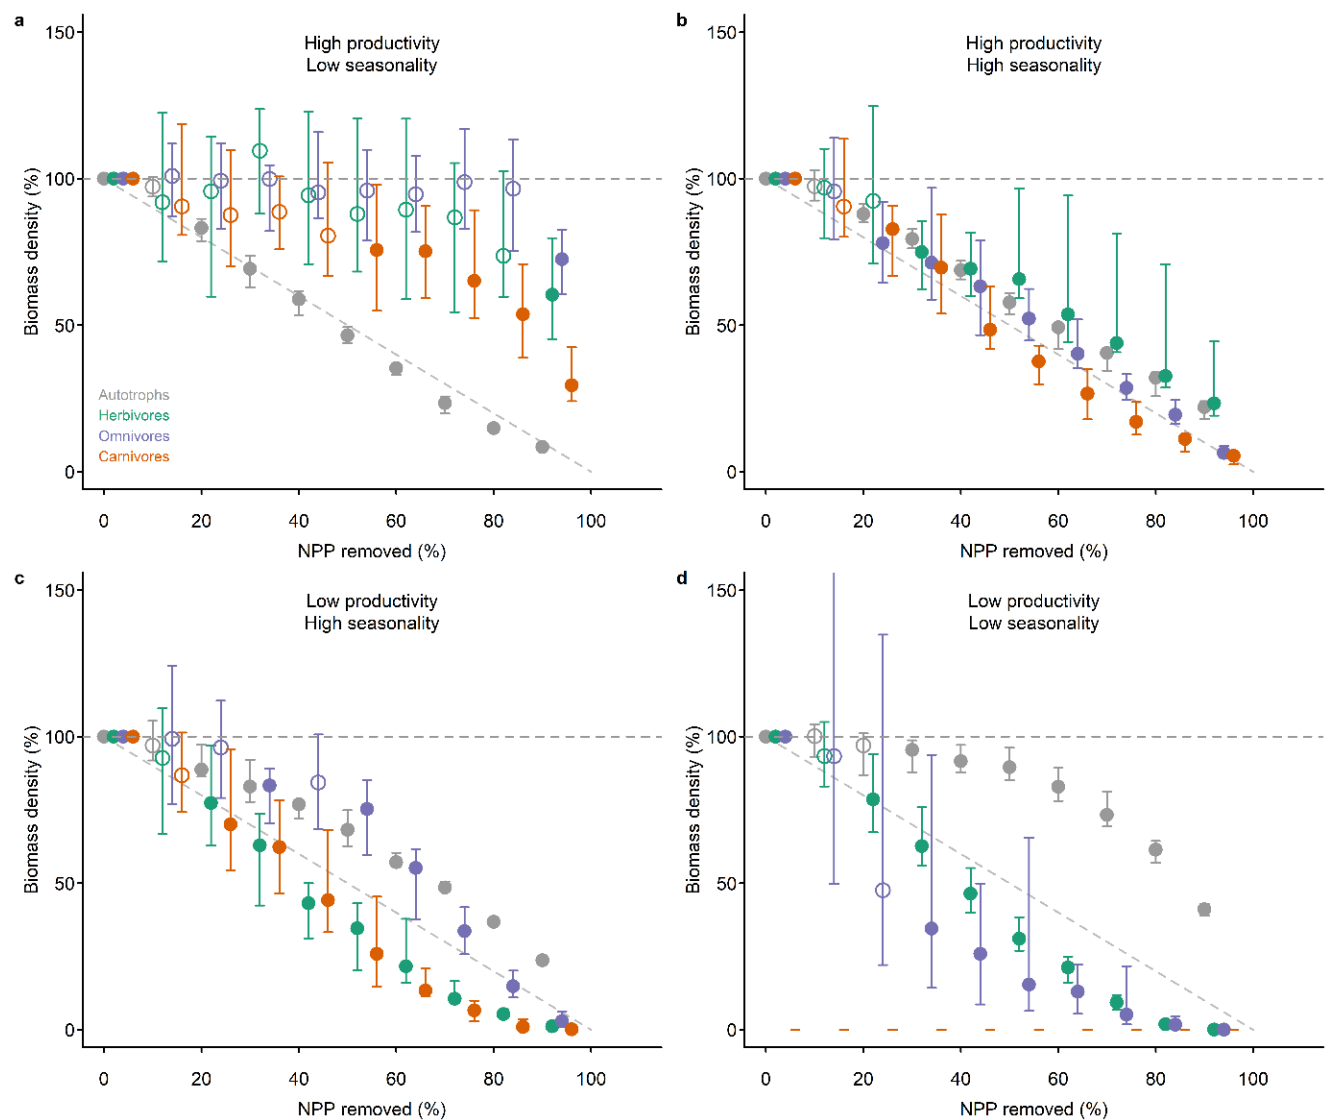 a
High productivity
Low seasonality
150
100
50
0
Biomass density (%)
Autotrophs
Herbivores
Omnivores
Carnivores
0 20 40 60 80 100
NPP removed (%)
b
High productivity
High seasonality
150
100
50
0
Biomass density (%)
0 20 40 60 80 100
NPP removed (%)
c
Low productivity
High seasonality
150
100
50
0
Biomass density (%)
0 20 40 60 80 100
NPP removed (%)
d
Low productivity
Low seasonality
150
100
50
0
Biomass density (%)
0 20 40 60 80 100
NPP removed (%)